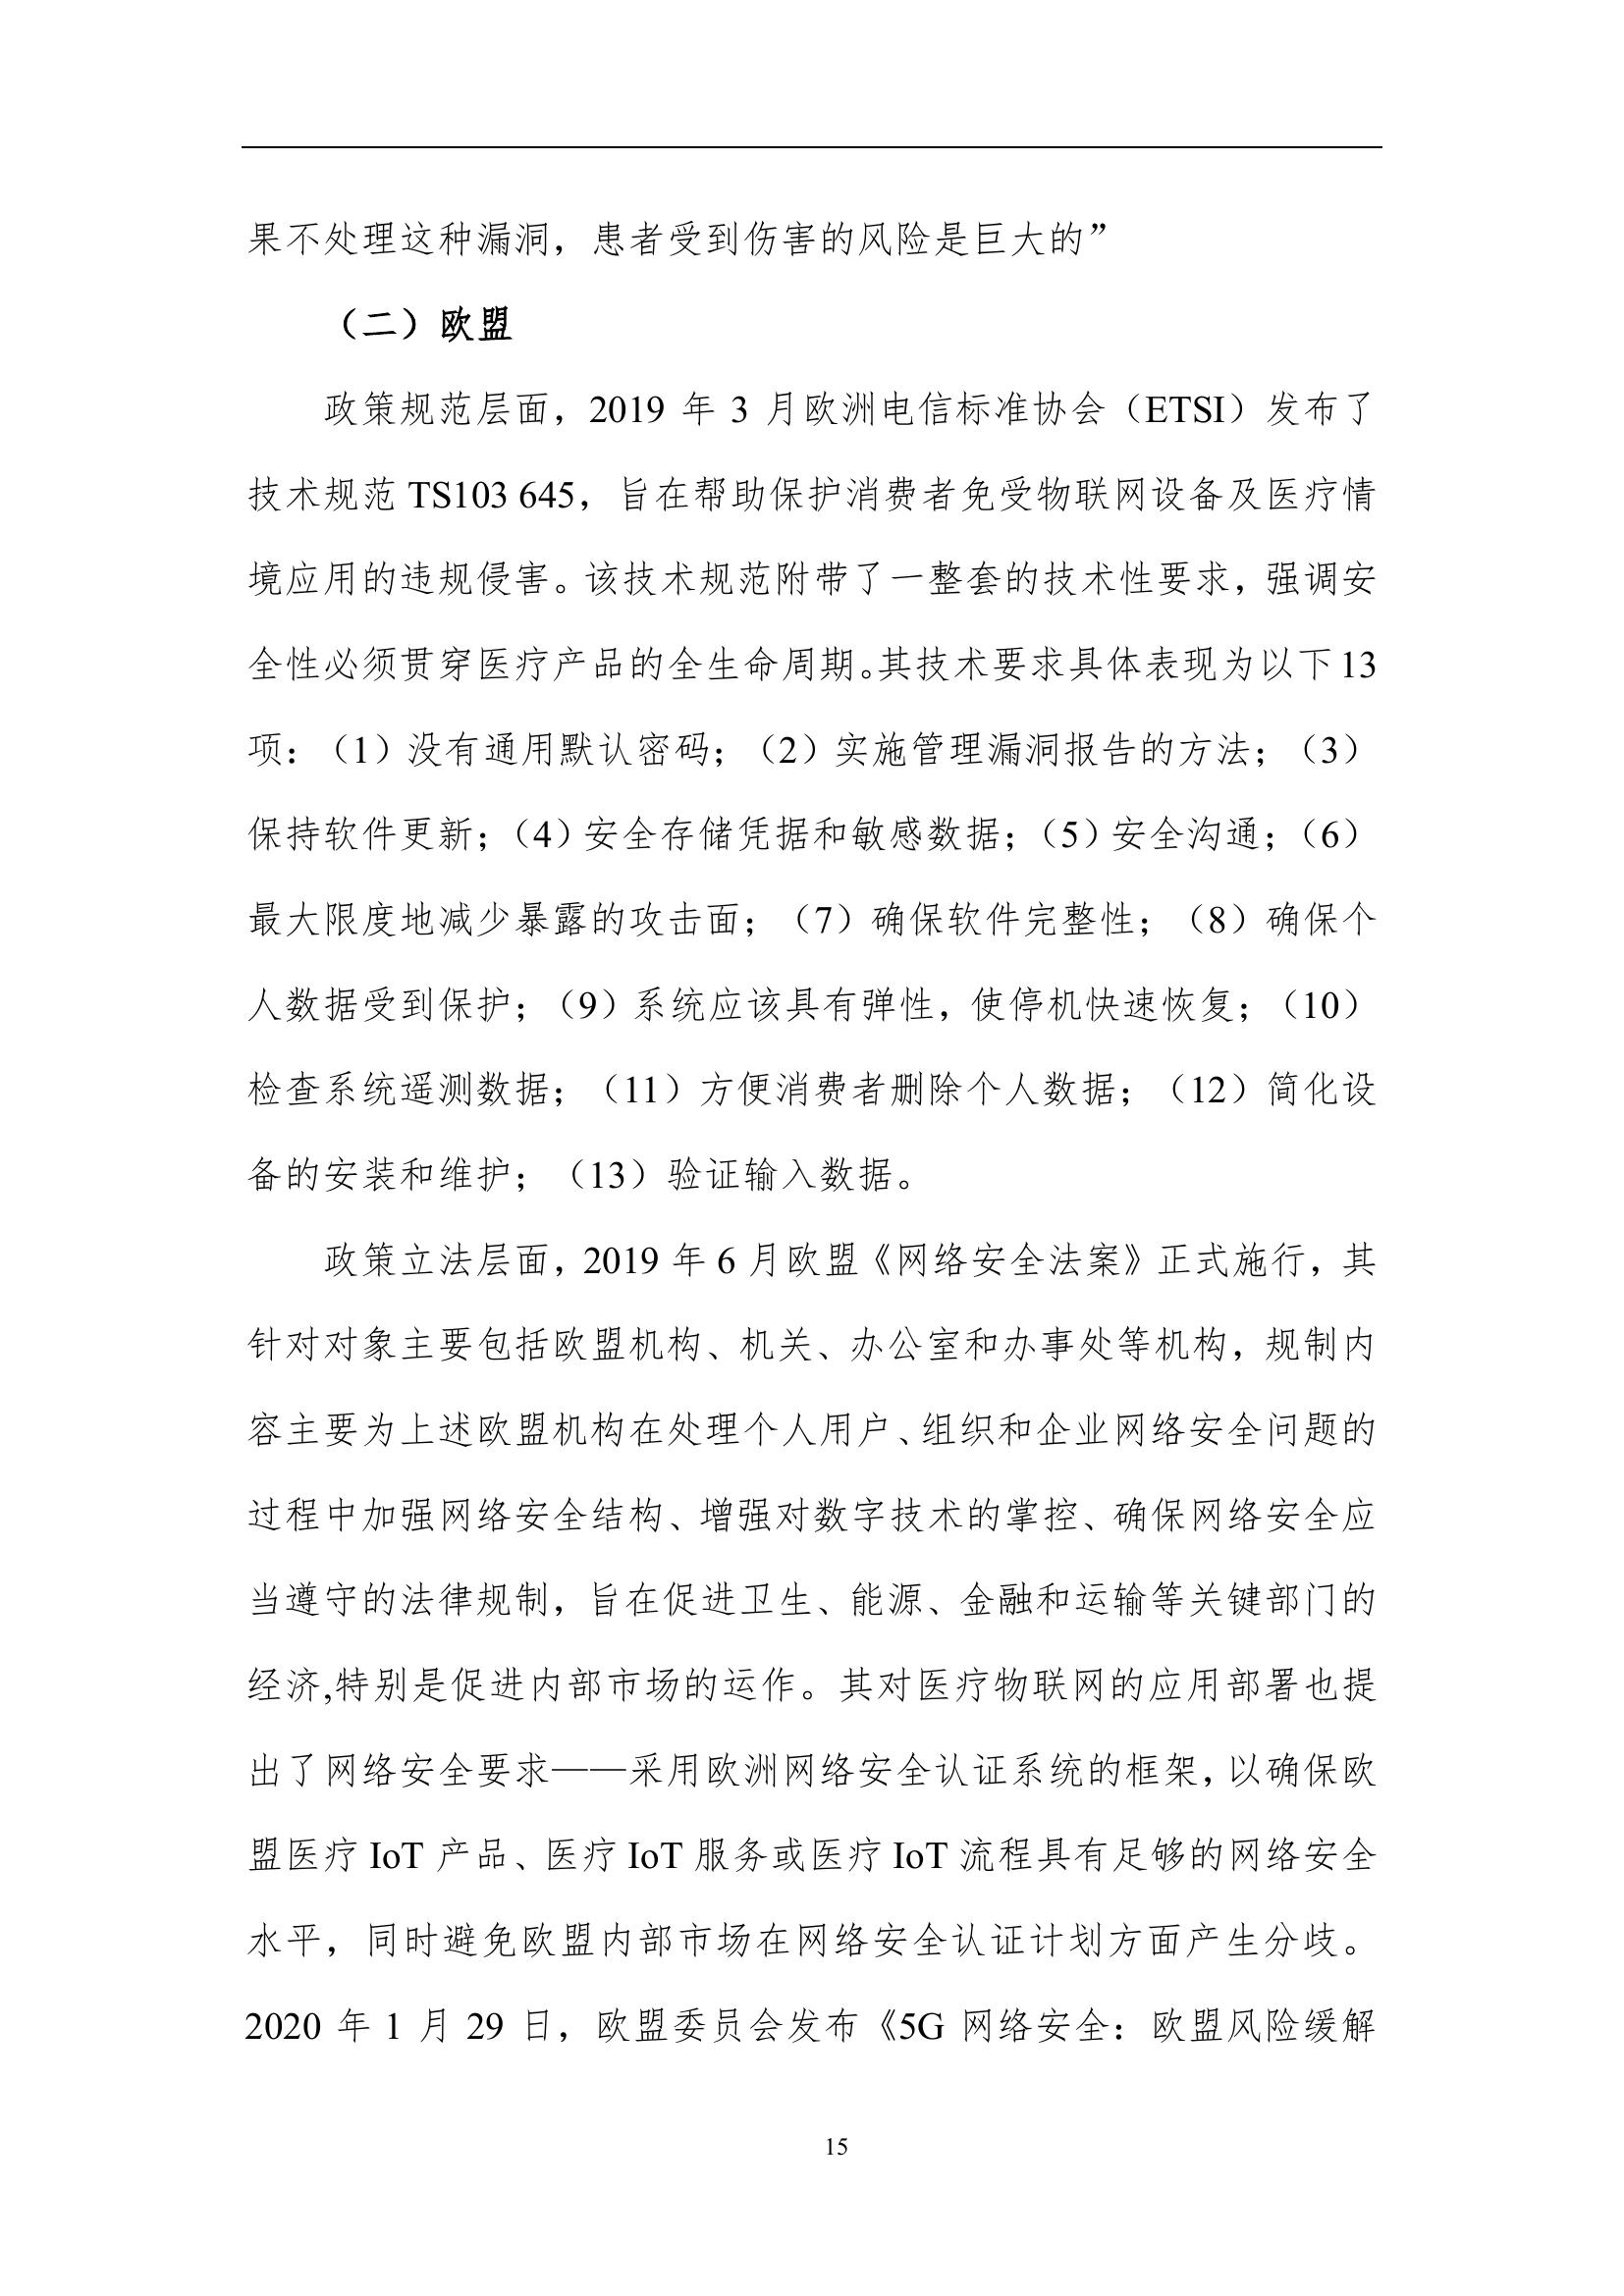 果不处理这种漏洞，患者受到伤害的风险是巨大的”
（二）欧盟
政策规范层面，2019 年 3 月欧洲电信标准协会（ETSI）发布了
技术规范 TS103 645，旨在帮助保护消费者免受物联网设备及医疗情
境应用的违规侵害。该技术规范附带了一整套的技术性要求，强调安
全性必须贯穿医疗产品的全生命周期。其技术要求具体表现为以下 13
项：（1）没有通用默认密码；（2）实施管理漏洞报告的方法；（3）
保持软件更新；（4）安全存储凭据和敏感数据；（5）安全沟通；（6）
最大限度地减少暴露的攻击面；（7）确保软件完整性；（8）确保个
人数据受到保护；（9）系统应该具有弹性，使停机快速恢复；（10）
检查系统遥测数据；（11）方便消费者删除个人数据；（12）简化设
备的安装和维护；（13）验证输入数据。
政策立法层面，2019 年 6 月欧盟《网络安全法案》正式施行，其
针对对象主要包括欧盟机构、机关、办公室和办事处等机构，规制内
容主要为上述欧盟机构在处理个人用户、组织和企业网络安全问题的
过程中加强网络安全结构、增强对数字技术的掌控、确保网络安全应
当遵守的法律规制，旨在促进卫生、能源、金融和运输等关键部门的
经济,特别是促进内部市场的运作。其对医疗物联网的应用部署也提
出了网络安全要求——采用欧洲网络安全认证系统的框架，以确保欧
盟医疗 IoT 产品、医疗 IoT 服务或医疗 IoT 流程具有足够的网络安全
水平，同时避免欧盟内部市场在网络安全认证计划方面产生分歧。
2020 年 1 月 29 日，欧盟委员会发布《5G 网络安全：欧盟风险缓解
15